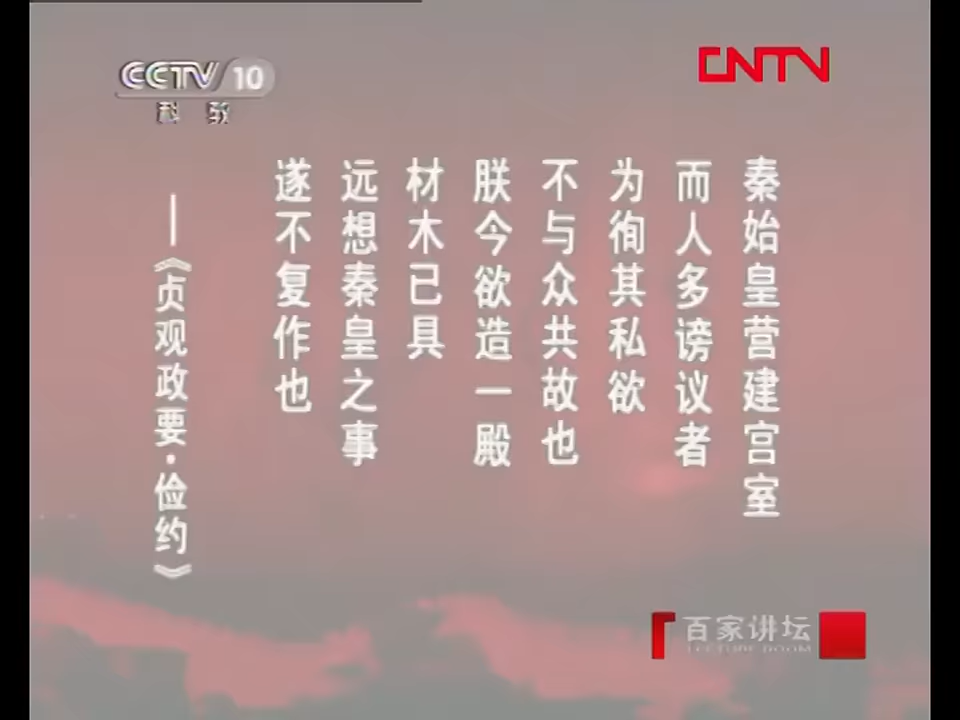 CCTV 10
科教
CNTV
秦始皇营建宫室
而人多谤议者
为徇其私欲
不与众共故也
朕今欲造一殿
材木已具
远想秦皇之事
遂不复作也
—《贞观政要·俭约》
百家讲坛
LECTURE ROOM